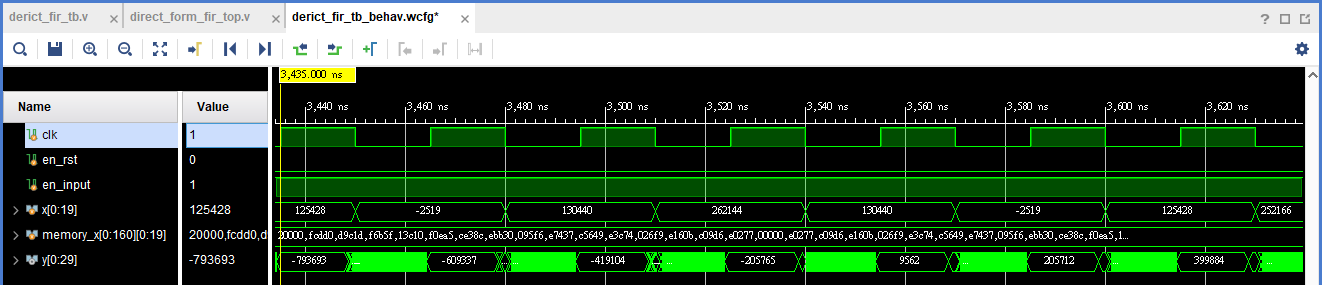 derict_fir_tb.v × direct_form_fir_top.v × derict_fir_tb_behav.wcfg* ×
?
3,435.000 ns
Name Value
3,440 ns 3,460 ns 3,480 ns 3,500 ns 3,520 ns 3,540 ns 3,560 ns 3,580 ns 3,600 ns 3,620 ns
clk 1
en_rst 0
en_input 1
x[0:19] 125428 125428 -2519 130440 262144 130440 -2519 125428 252166
memory_x[0:160][0:19] 20000,fcdd0,d 20000,fcdd0,d9c1d,f6b5f,13c10,f0ea5,ce38c,ebb30,095f6,e7437,c5649,e3c74,026f9,e160b,c09d6,e0277,00000,e0277,c09d6,e160b,026f9,e3c74,c5649,e7437,095f6,ebb30,ce38c,f0ea5,1...
y[0:29] -793693 -793693 ... -609337 ... -419104 ... -205765 ... 9562 ... 205712 ... 399884 ...